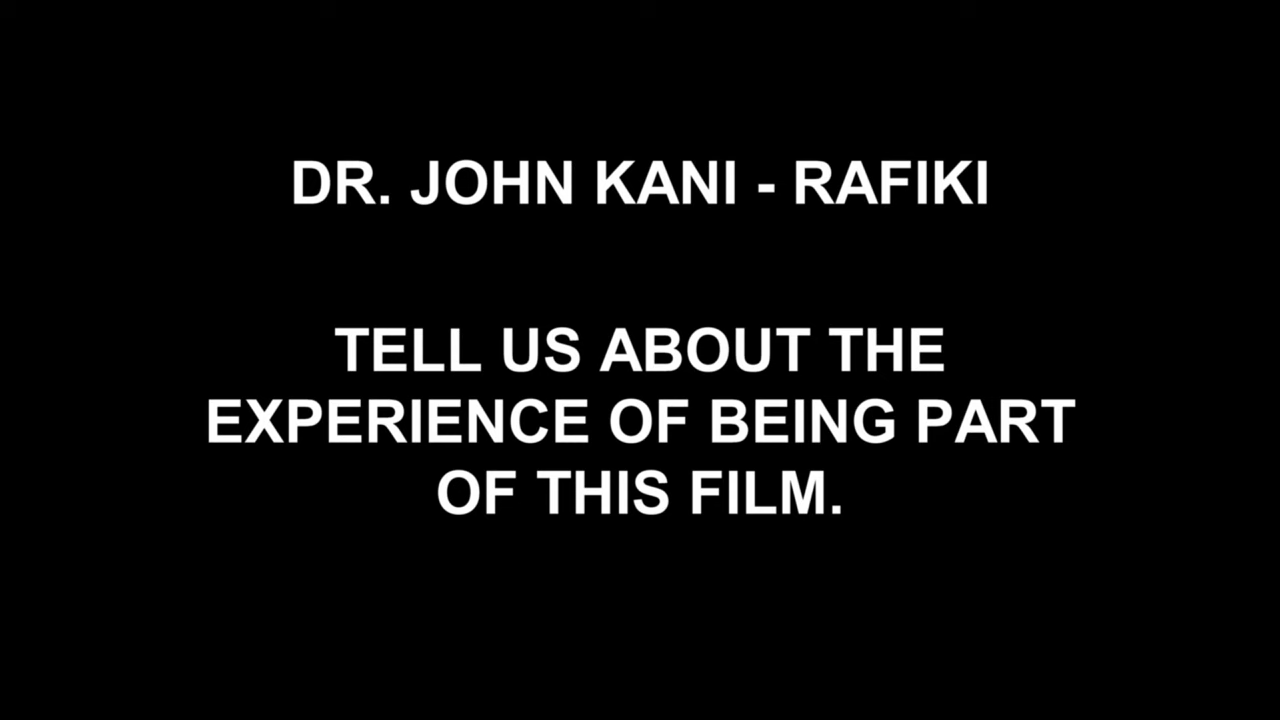 DR. JOHN KANI - RAFIKI
TELL US ABOUT THE
EXPERIENCE OF BEING PART
OF THIS FILM.